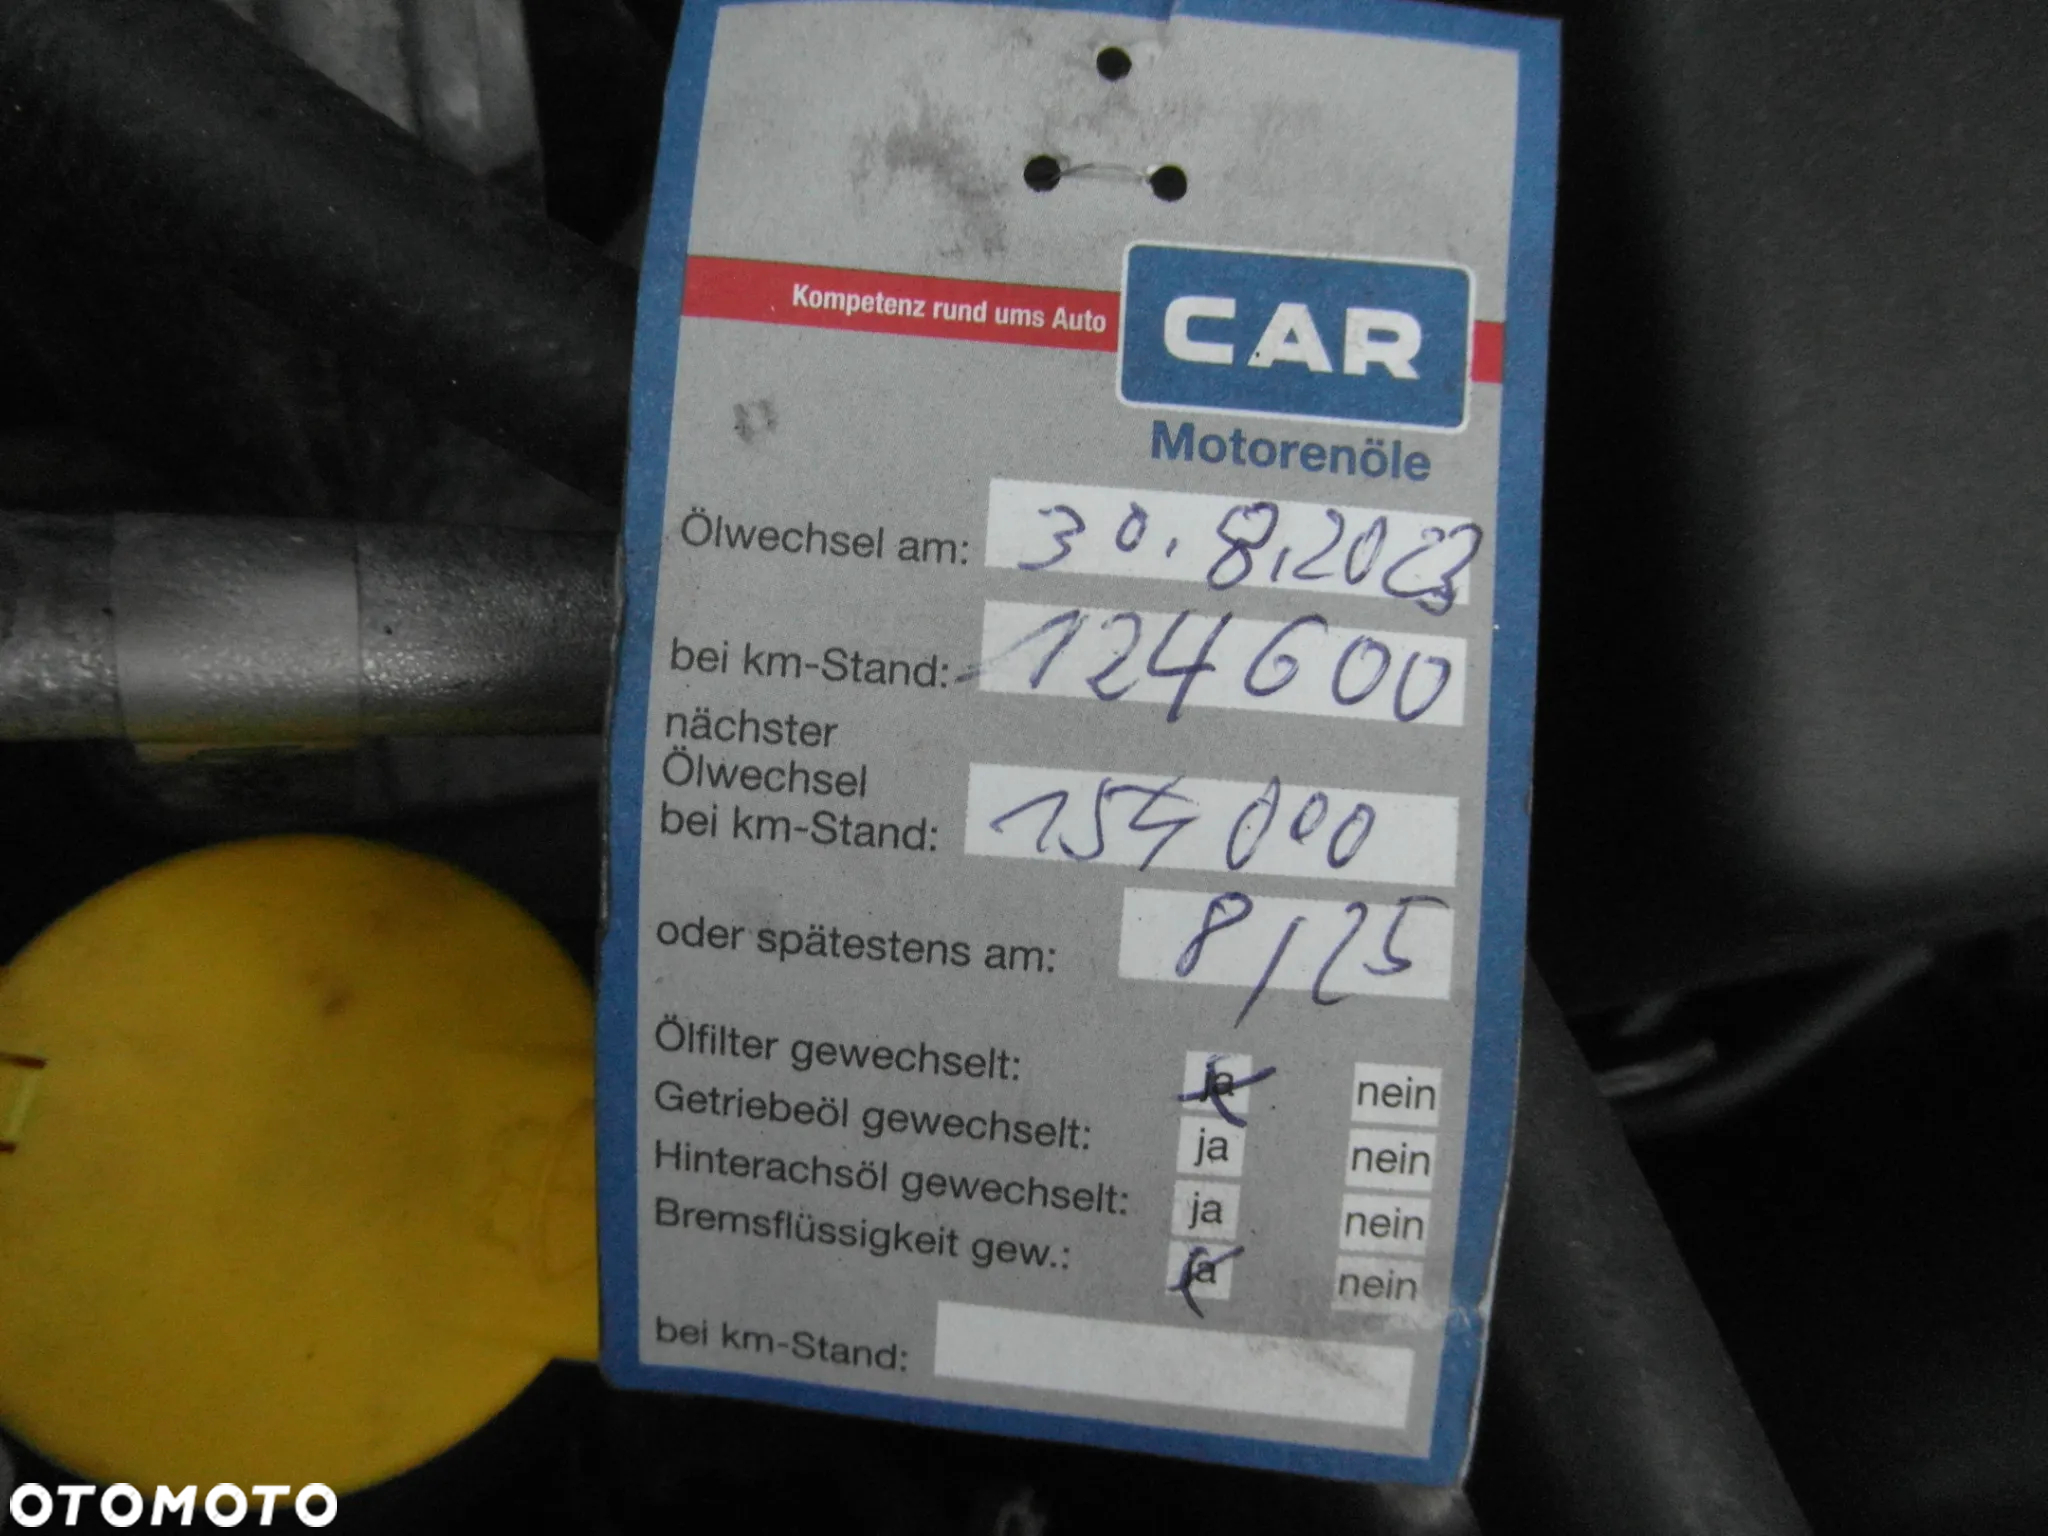 Kompetenz rund ums Auto
CAR
Motorenöle
Ölwechsel am: 30.8.2023
bei km-Stand: 124600
nächster
Ölwechsel
bei km-Stand: 154000
oder spätestens am: 8/25
Ölfilter gewechselt: ja nein
Getriebeöl gewechselt: ja nein
Hinterachsöl gewechselt: ja nein
Bremsflüssigkeit gew.: ja nein
bei km-Stand:
OTOMOTO